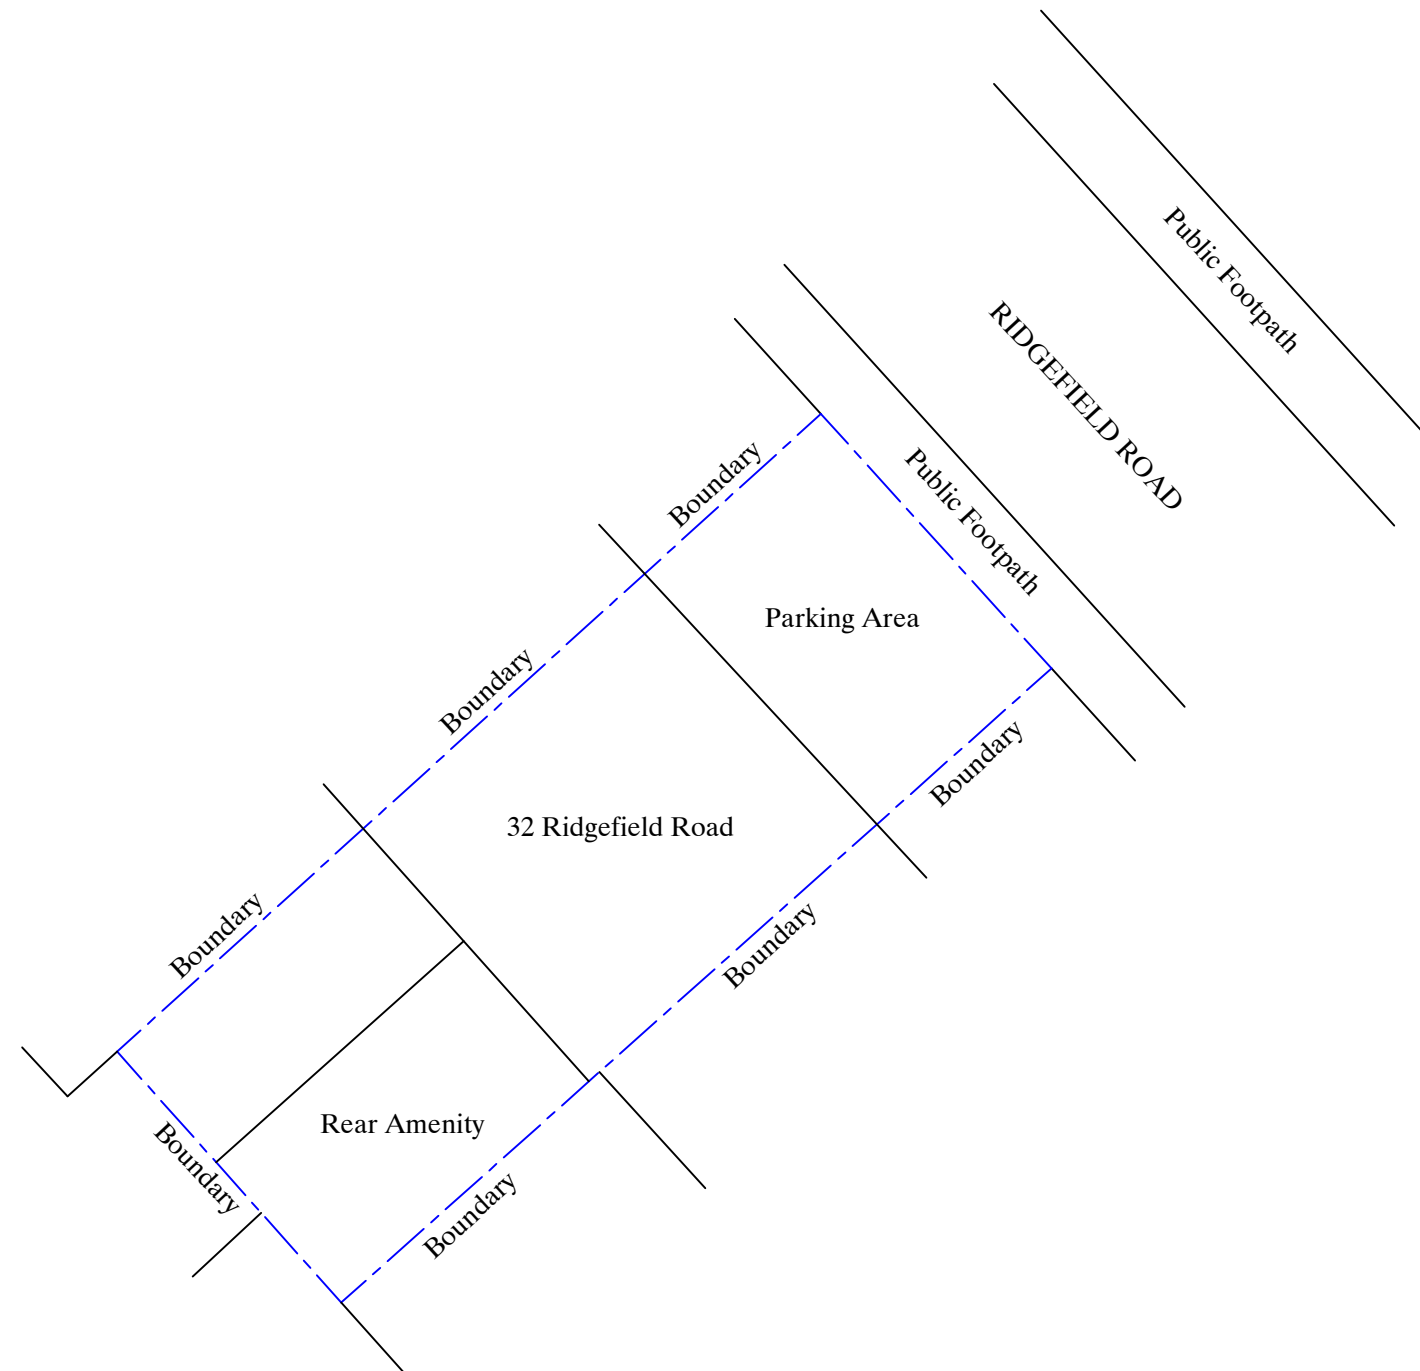 Public Footpath
RIDGEFIELD ROAD
Public Footpath
Boundary
Parking Area
Boundary
Boundary
32 Ridgefield Road
Boundary
Boundary
Rear Amenity
Boundary
Boundary